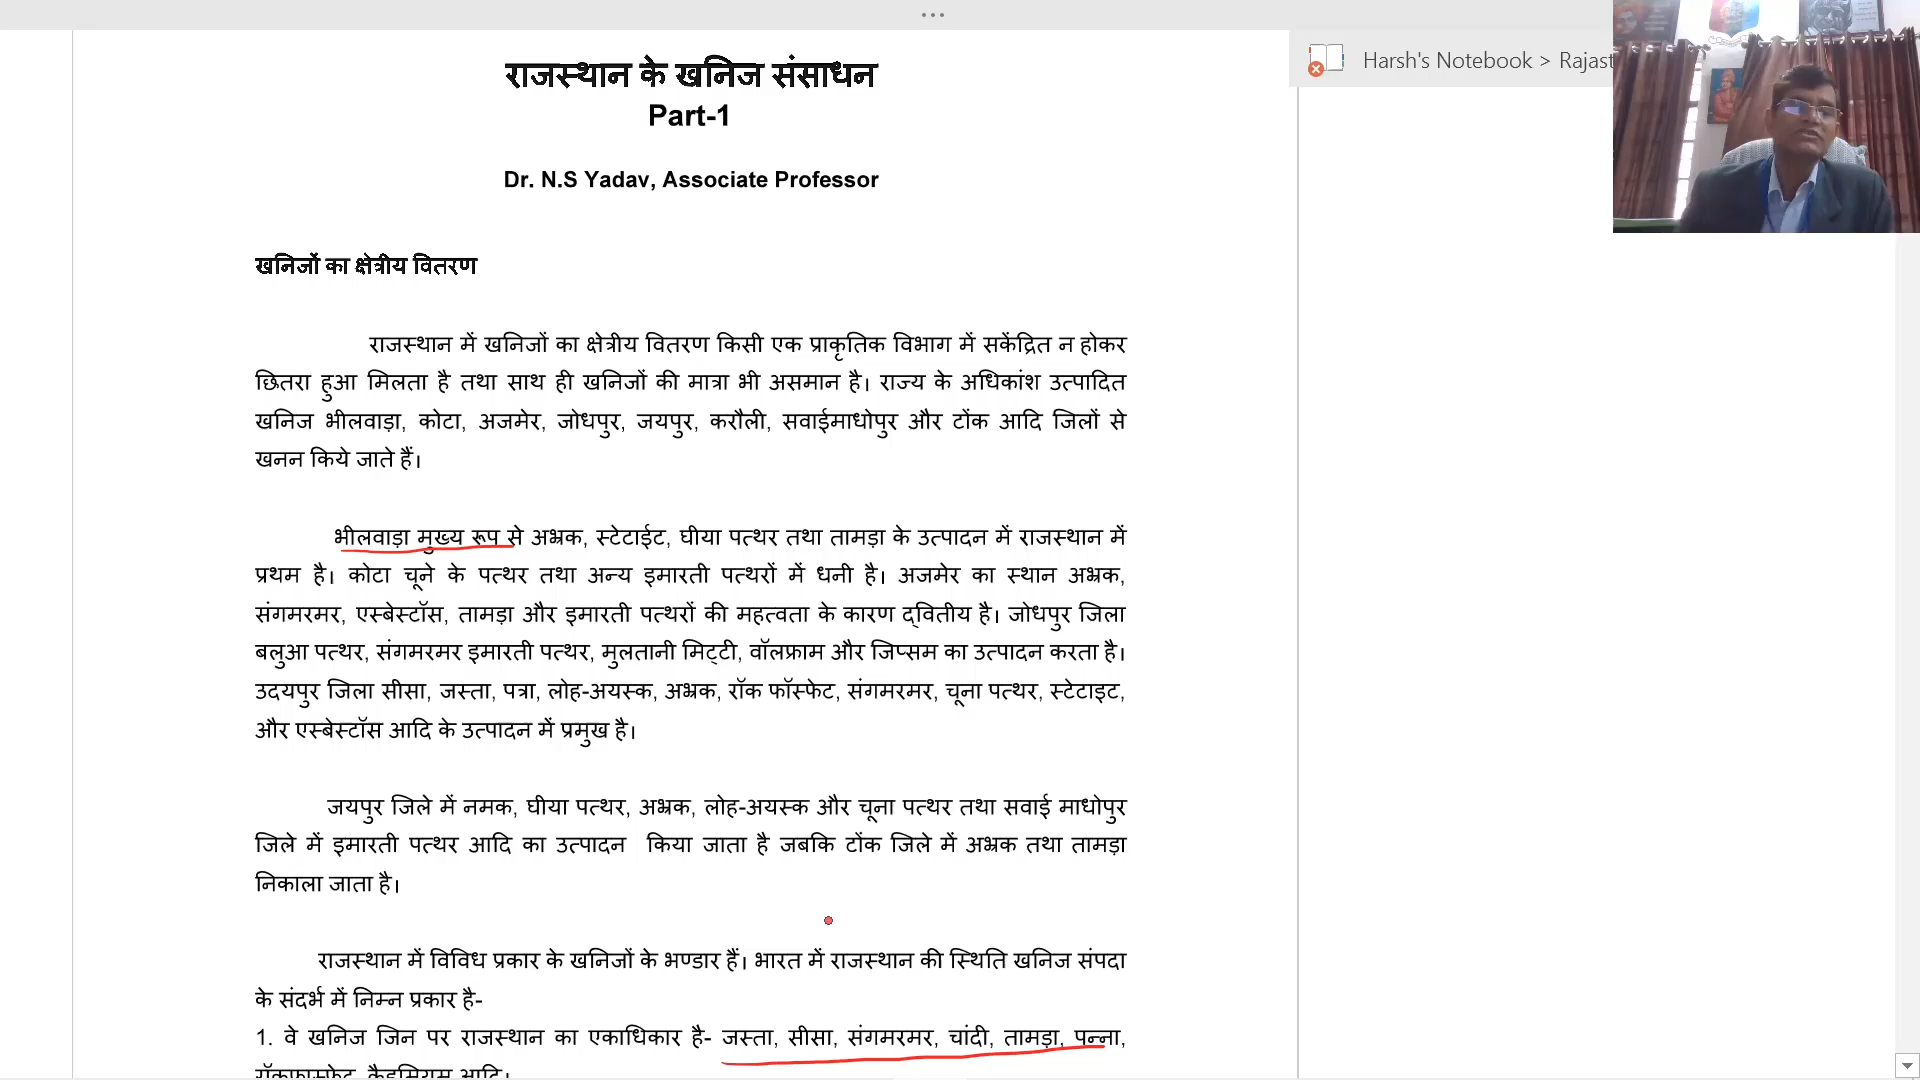 राजस्थान के खनिज संसाधन
Part-1
Harsh's Notebook > Rajast
Dr. N.S Yadav, Associate Professor
खनिजों का क्षेत्रीय वितरण
राजस्थान में खनिजों का क्षेत्रीय वितरण किसी एक प्राकृतिक विभाग में सकेंद्रित न होकर
छितरा हुआ मिलता है तथा साथ ही खनिजों की मात्रा भी असमान है। राज्य के अधिकांश उत्पादित
खनिज भीलवाड़ा, कोटा, अजमेर, जोधपुर, जयपुर, करौली, सवाईमाधोपुर और टोंक आदि जिलों से
खनन किये जाते हैं।
भीलवाड़ा मुख्य रूप से अभ्रक, स्टेटाईट, घीया पत्थर तथा तामड़ा के उत्पादन में राजस्थान में
प्रथम है। कोटा चूने के पत्थर तथा अन्य इमारती पत्थरों में धनी है। अजमेर का स्थान अभ्रक,
संगमरमर, एस्बेस्टॉस, तामड़ा और इमारती पत्थरों की महत्वता के कारण द्वितीय है। जोधपुर जिला
बलुआ पत्थर, संगमरमर इमारती पत्थर, मुलतानी मिट्टी, वॉलफ्राम और जिप्सम का उत्पादन करता है।
उदयपुर जिला सीसा, जस्ता, पत्रा, लोह-अयस्क, अभ्रक, रॉक फॉस्फेट, संगमरमर, चूना पत्थर, स्टेटाइट,
और एस्बेस्टॉस आदि के उत्पादन में प्रमुख है।
जयपुर जिले में नमक, घीया पत्थर, अभ्रक, लोह-अयस्क और चूना पत्थर तथा सवाई माधोपुर
जिले में इमारती पत्थर आदि का उत्पादन किया जाता है जबकि टोंक जिले में अभ्रक तथा तामड़ा
निकाला जाता है।
राजस्थान में विविध प्रकार के खनिजों के भण्डार हैं। भारत में राजस्थान की स्थिति खनिज संपदा
के संदर्भ में निम्न प्रकार है-
1. वे खनिज जिन पर राजस्थान का एकाधिकार है- जस्ता, सीसा, संगमरमर, चांदी, तामड़ा, पन्ना,
रॉकफास्फेट, कैडमियम आदि।